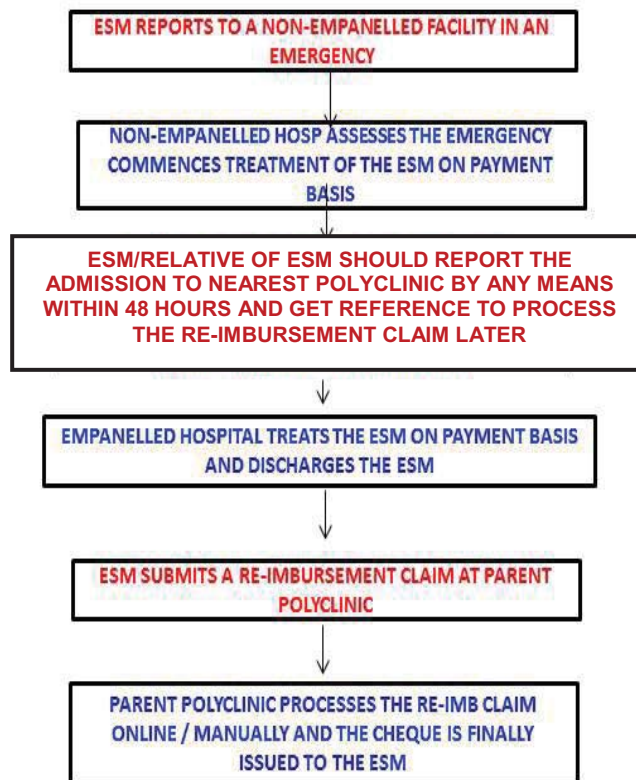 ESM REPORTS TO A NON-EMPANELLED FACILITY IN AN
EMERGENCY
NON-EMPANELLED HOSP ASSESSES THE EMERGENCY
COMMENCES TREATMENT OF THE ESM ON PAYMENT
BASIS
ESM/RELATIVE OF ESM SHOULD REPORT THE
ADMISSION TO NEAREST POLYCLINIC BY ANY MEANS
WITHIN 48 HOURS AND GET REFERENCE TO PROCESS
THE RE-IMBURSEMENT CLAIM LATER
EMPANELLED HOSPITAL TREATS THE ESM ON PAYMENT BASIS
AND DISCHARGES THE ESM
ESM SUBMITS A RE-IMBURSEMENT CLAIM AT PARENT
POLYCLINIC
PARENT POLYCLINIC PROCESSES THE RE-IMB CLAIM
ONLINE / MANUALLY AND THE CHEQUE IS FINALLY
ISSUED TO THE ESM